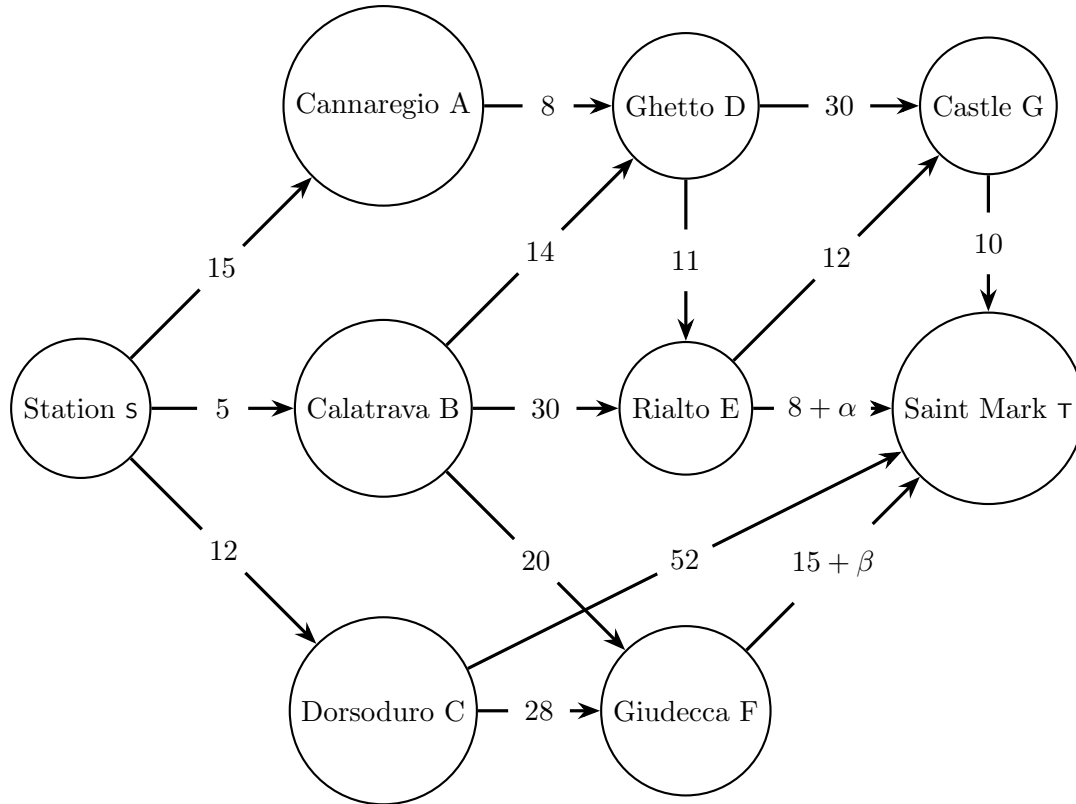 Cannaregio A
8
Ghetto D
30
Castle G
15
14
11
12
10
Station s
5
Calatrava B
30
Rialto E
8 + α
Saint Mark τ
12
20
52
15 + β
Dorsoduro C
28
Giudecca F